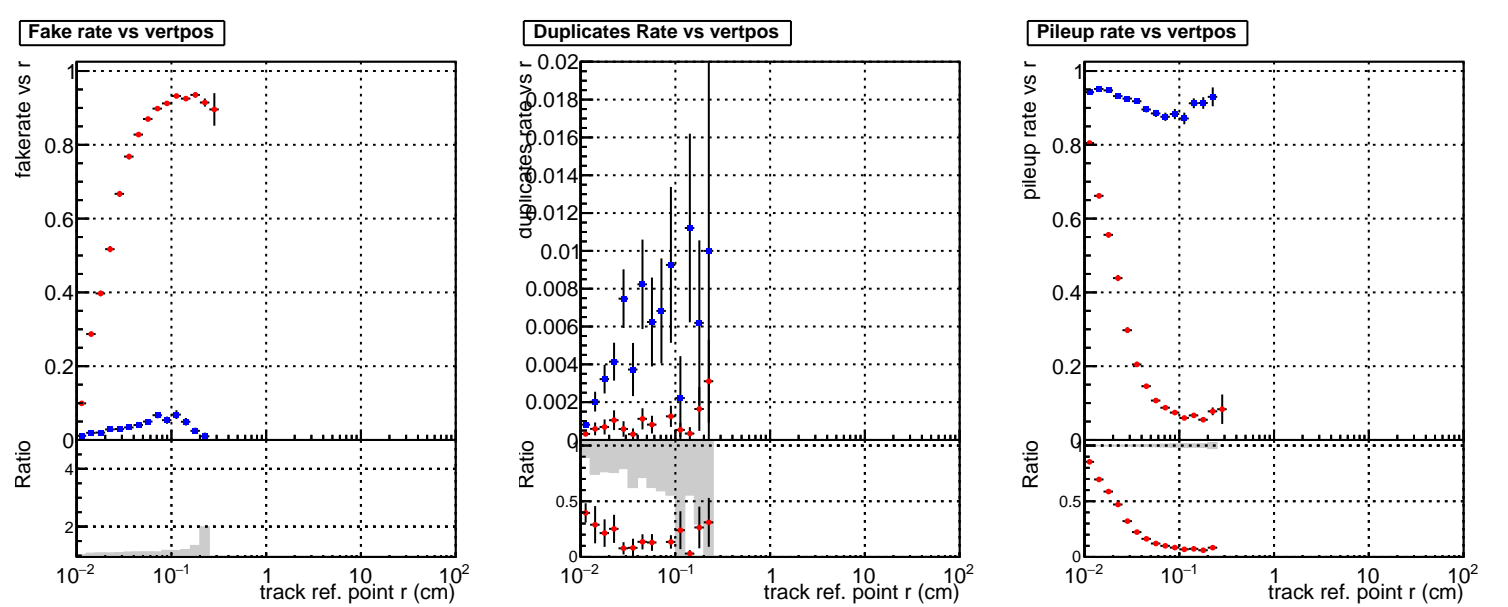 Fake rate vs vertpos
fakerate vs r
1
0.8
0.6
0.4
0.2
0
Ratio
4
2
10⁻² 10⁻¹ 1 10 10²
track ref. point r (cm)
Duplicates Rate vs vertpos
duplicates rate vs r
0.02
0.018
0.016
0.014
0.012
0.01
0.008
0.006
0.004
0.002
0
Ratio
1
0.5
0
10⁻² 10⁻¹ 1 10 10²
track ref. point r (cm)
Pileup rate vs vertpos
pileup rate vs r
1
0.8
0.6
0.4
0.2
0
Ratio
1
0.5
0
10⁻² 10⁻¹ 1 10 10²
track ref. point r (cm)